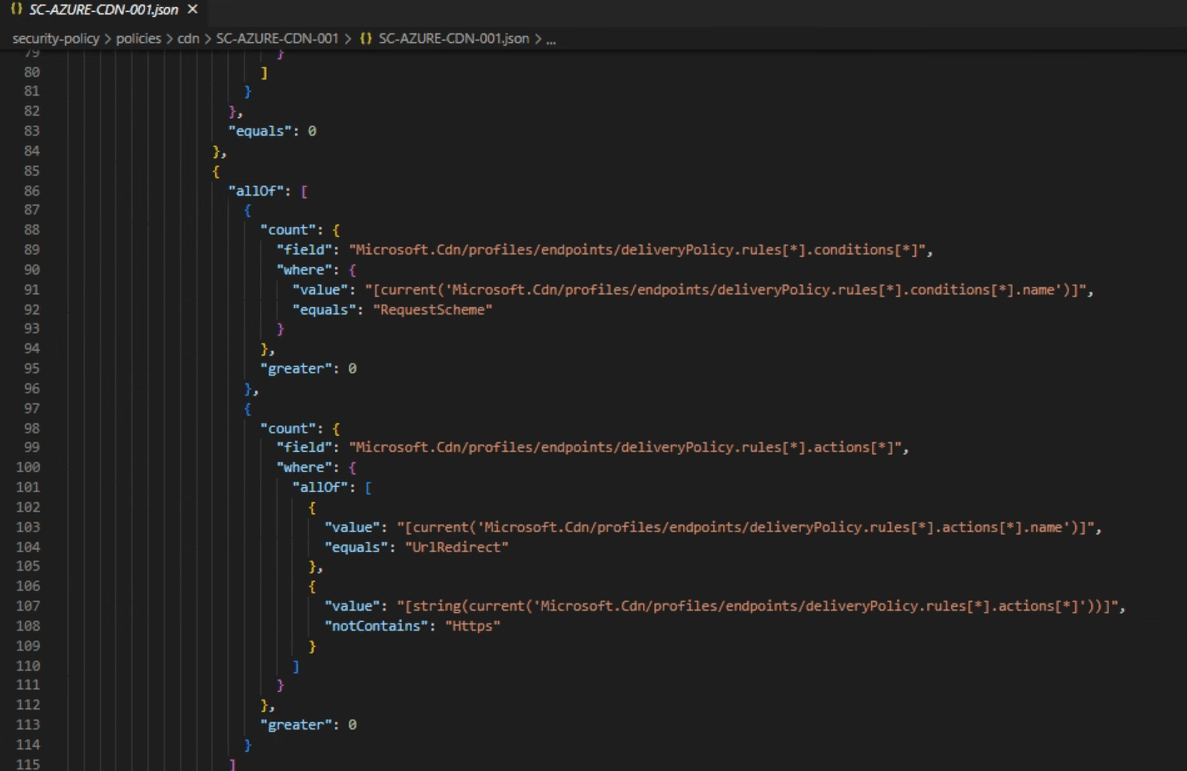 {} SC-AZURE-CDN-001.json ×
security-policy > policies > cdn > SC-AZURE-CDN-001 > {} SC-AZURE-CDN-001.json > ...
79 }
80 ]
81 }
82 },
83 "equals": 0
84 },
85 {
86 "allOf": [
87 {
88 "count": {
89 "field": "Microsoft.Cdn/profiles/endpoints/deliveryPolicy.rules[*].conditions[*]",
90 "where": {
91 "value": "[current('Microsoft.Cdn/profiles/endpoints/deliveryPolicy.rules[*].conditions[*].name')]",
92 "equals": "RequestScheme"
93 }
94 },
95 "greater": 0
96 },
97 {
98 "count": {
99 "field": "Microsoft.Cdn/profiles/endpoints/deliveryPolicy.rules[*].actions[*]",
100 "where": {
101 "allOf": [
102 {
103 "value": "[current('Microsoft.Cdn/profiles/endpoints/deliveryPolicy.rules[*].actions[*].name')]",
104 "equals": "UrlRedirect"
105 },
106 {
107 "value": "[string(current('Microsoft.Cdn/profiles/endpoints/deliveryPolicy.rules[*].actions[*]'))]",
108 "notContains": "Https"
109 }
110 ]
111 }
112 },
113 "greater": 0
114 }
115 ]